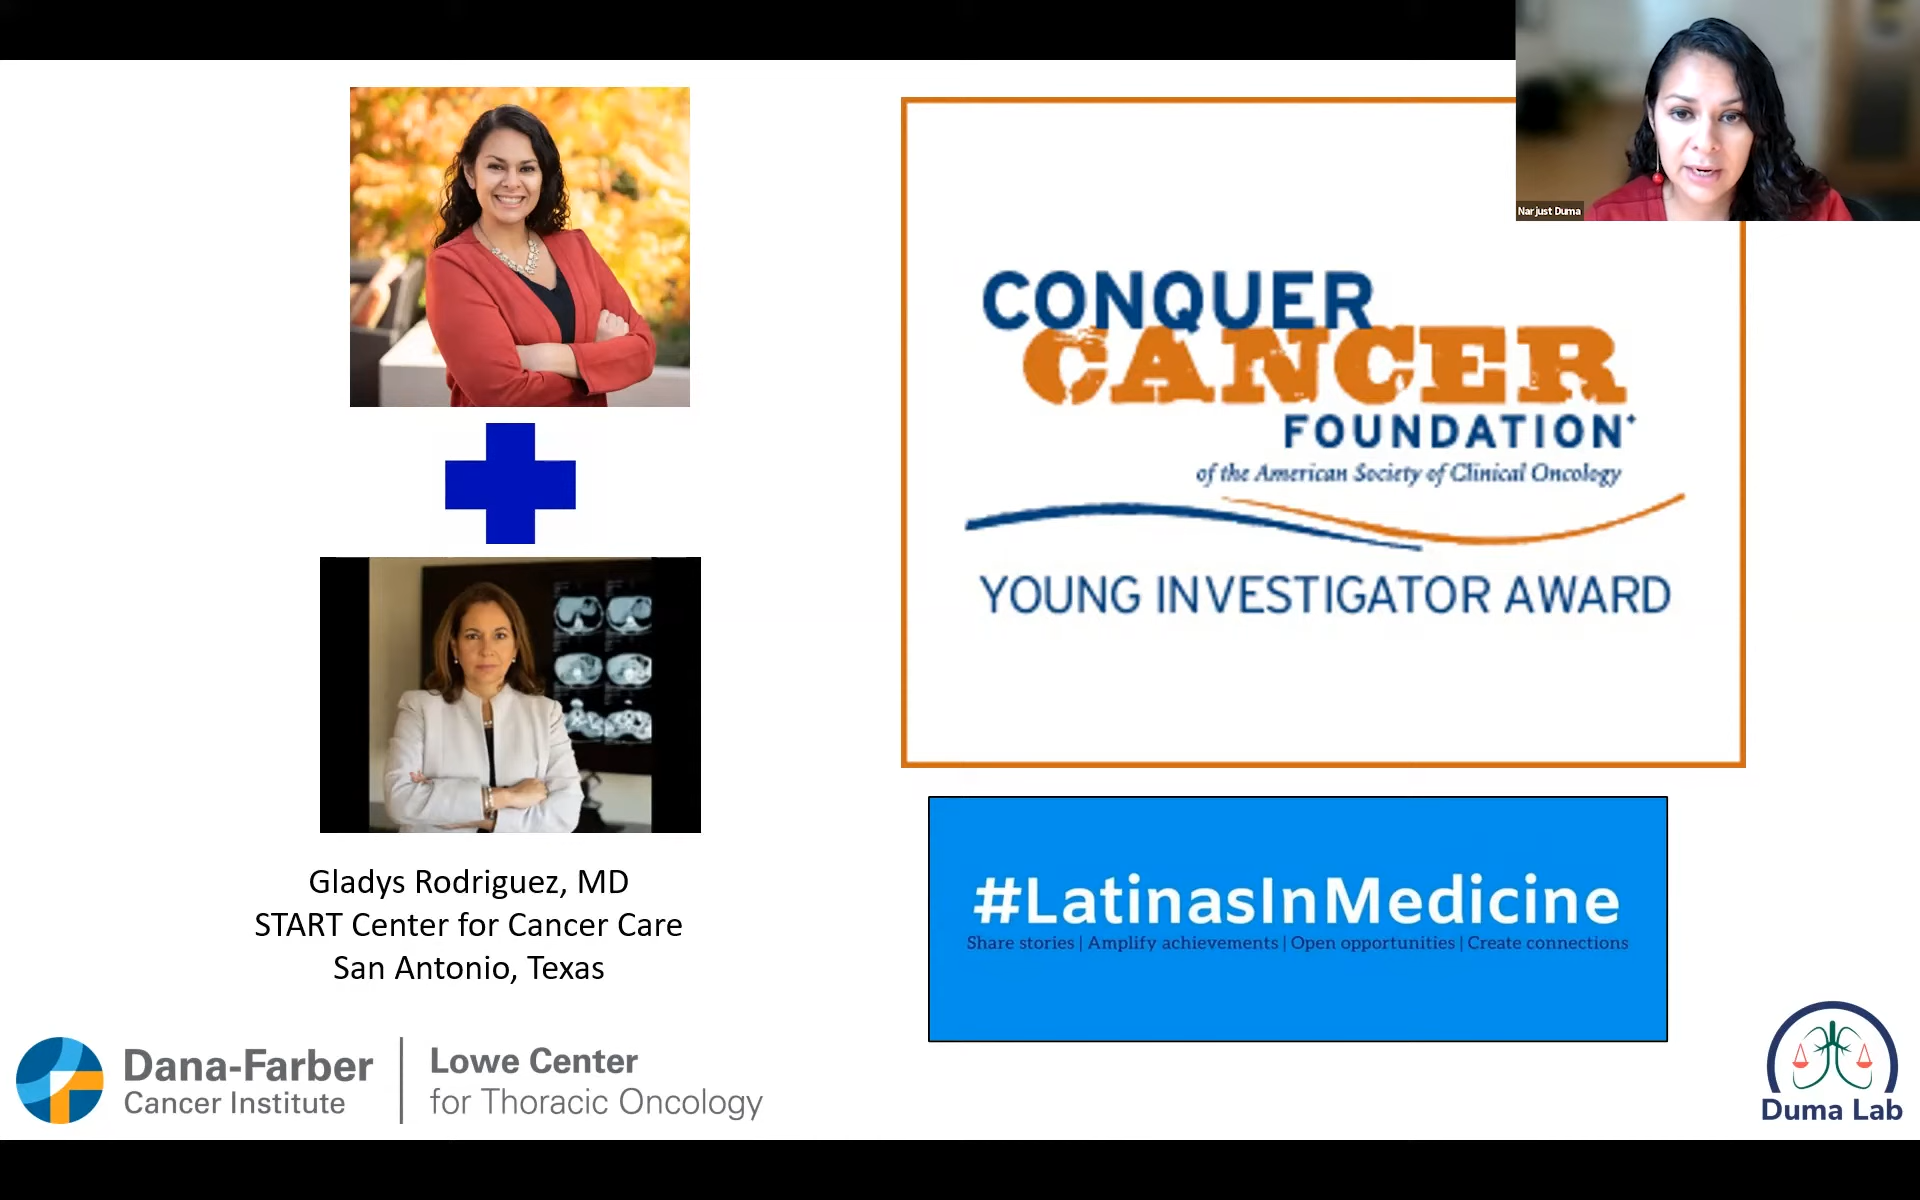 Narjust Duma
CONQUER
CANCER
FOUNDATION
of the American Society of Clinical Oncology
YOUNG INVESTIGATOR AWARD
Gladys Rodriguez, MD
START Center for Cancer Care
San Antonio, Texas
#LatinasInMedicine
Share stories | Amplify achievements | Open opportunities | Create connections
Dana-Farber
Cancer Institute
Lowe Center
for Thoracic Oncology
Duma Lab